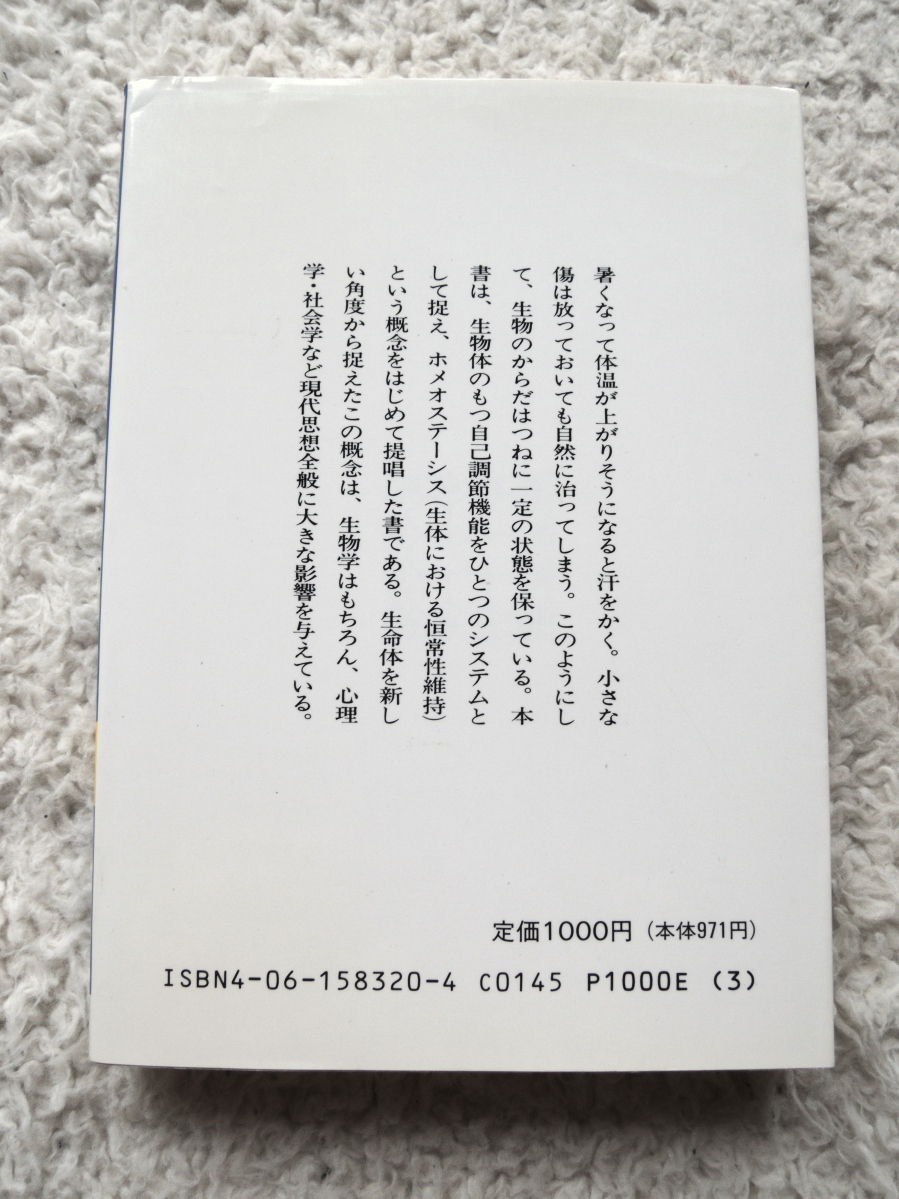 暑くなって体温が上がりそうになると汗をかく。小さな
傷は放っておいても自然に治ってしまう。このようにし
て、生物のからだはつねに一定の状態を保っている。本
書は、生物体のもつ自己調節機能をひとつのシステムと
して捉え、ホメオステーシス(生体における恒常性維持)
という概念をはじめて提唱した書である。生命体を新し
い角度から捉えたこの概念は、生物学はもちろん、心理
学・社会学など現代思想全般に大きな影響を与えている。
定価1000円(本体971円)
ISBN4-06-158320-4 C0145 P1000E (3)